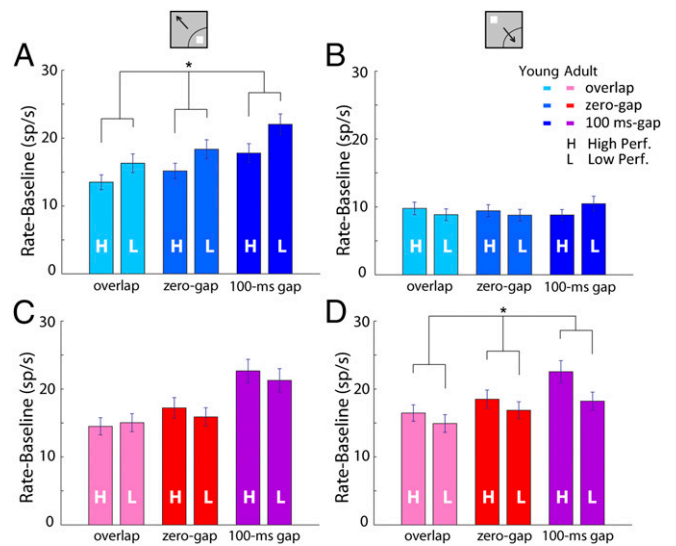 A
Rate-Baseline (sp/s)
30
20
10
0
*
H L H L H L
overlap zero-gap 100-ms gap
B
Rate-Baseline (sp/s)
30
20
10
0
Young Adult
overlap
zero-gap
100 ms-gap
H High Perf.
L Low Perf.
H L H L H L
overlap zero-gap 100-ms gap
C
Rate-Baseline (sp/s)
30
20
10
0
H L H L H L
overlap zero-gap 100-ms gap
D
Rate-Baseline (sp/s)
30
20
10
0
*
H L H L H L
overlap zero-gap 100-ms gap